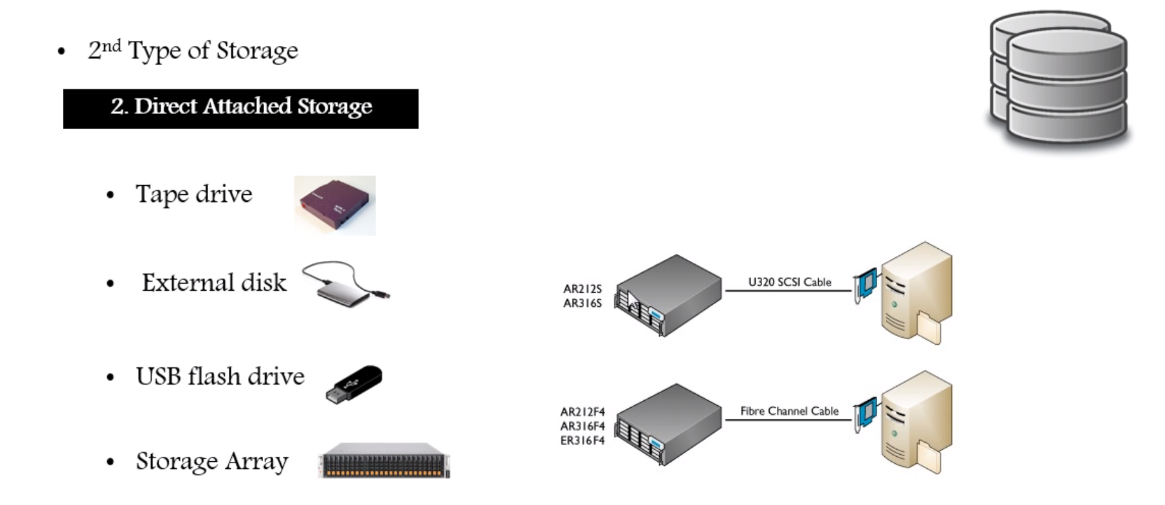 • 2nd Type of Storage
2. Direct Attached Storage
• Tape drive
• External disk
• USB flash drive
• Storage Array
AR212S
AR316S
U320 SCSI Cable
AR212F4
AR316F4
ER316F4
Fibre Channel Cable